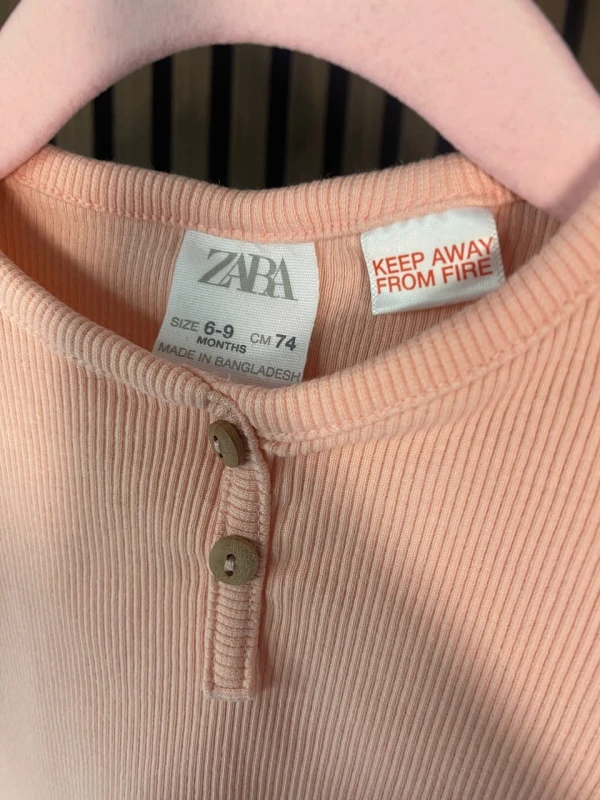 ZARA
SIZE 6-9 CM 74
MONTHS
MADE IN BANGLADESH
KEEP AWAY
FROM FIRE